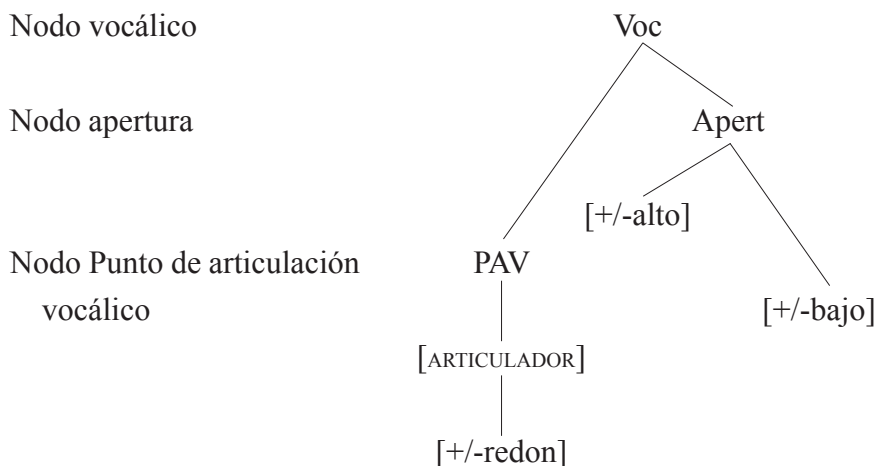 Nodo vocálico Voc
Nodo apertura Apert
[+/-alto]
Nodo Punto de articulación PAV
vocálico [+/-bajo]
[ARTICULADOR]
[+/-redon]